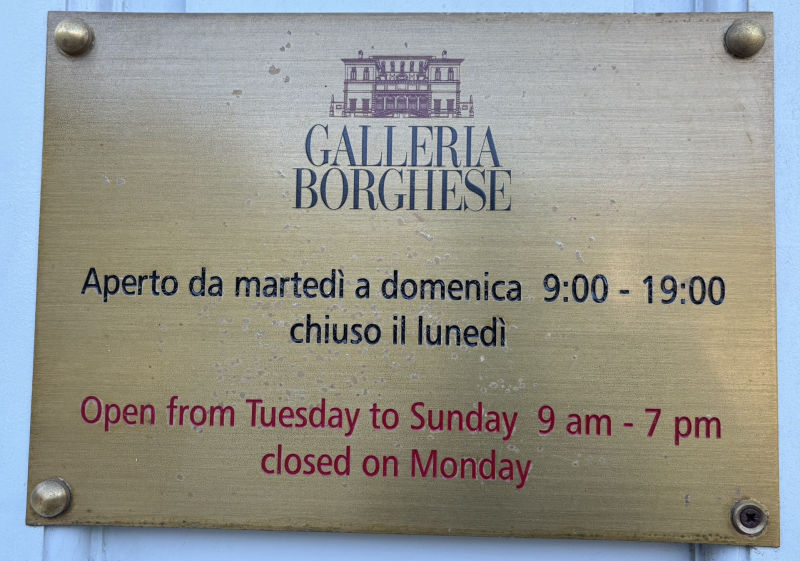 GALLERIA
BORGHESE
Aperto da martedì a domenica 9:00 - 19:00
chiuso il lunedì
Open from Tuesday to Sunday 9 am - 7 pm
closed on Monday